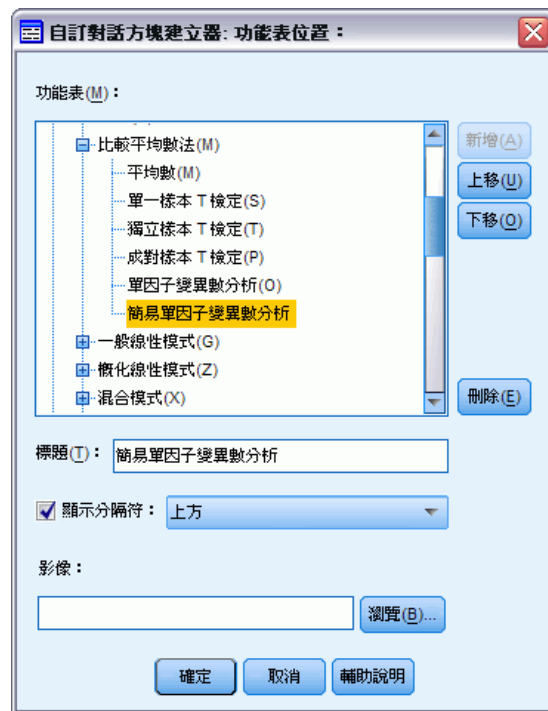 自訂對話方塊建立器: 功能表位置：
功能表(M)：
比較平均數法(M)
平均數(M)
單一樣本 T 檢定(S)
獨立樣本 T 檢定(T)
成對樣本 T 檢定(P)
單因子變異數分析(O)
簡易單因子變異數分析
一般線性模式(G)
概化線性模式(Z)
混合模式(X)
新增(A)
上移(U)
下移(O)
刪除(E)
標題(T)： 簡易單因子變異數分析
顯示分隔符： 上方
影像：
瀏覽(B)...
確定 取消 輔助說明